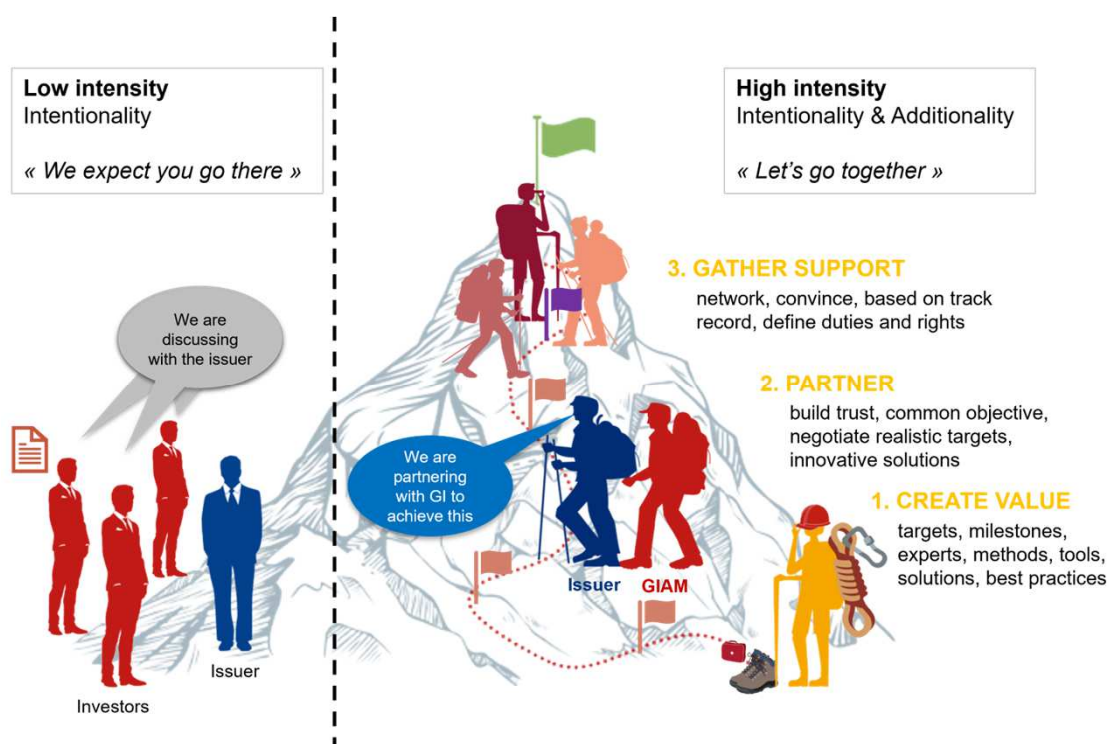 Low intensity
Intentionality
« We expect you go there »
We are
discussing
with the issuer
Investors
Issuer
High intensity
Intentionality & Additionality
« Let's go together »
3. GATHER SUPPORT
network, convince, based on track
record, define duties and rights
2. PARTNER
build trust, common objective,
negotiate realistic targets,
innovative solutions
We are
partnering
with GI to
achieve this
1. CREATE VALUE
targets, milestones,
experts, methods, tools,
solutions, best practices
Issuer
GIAM